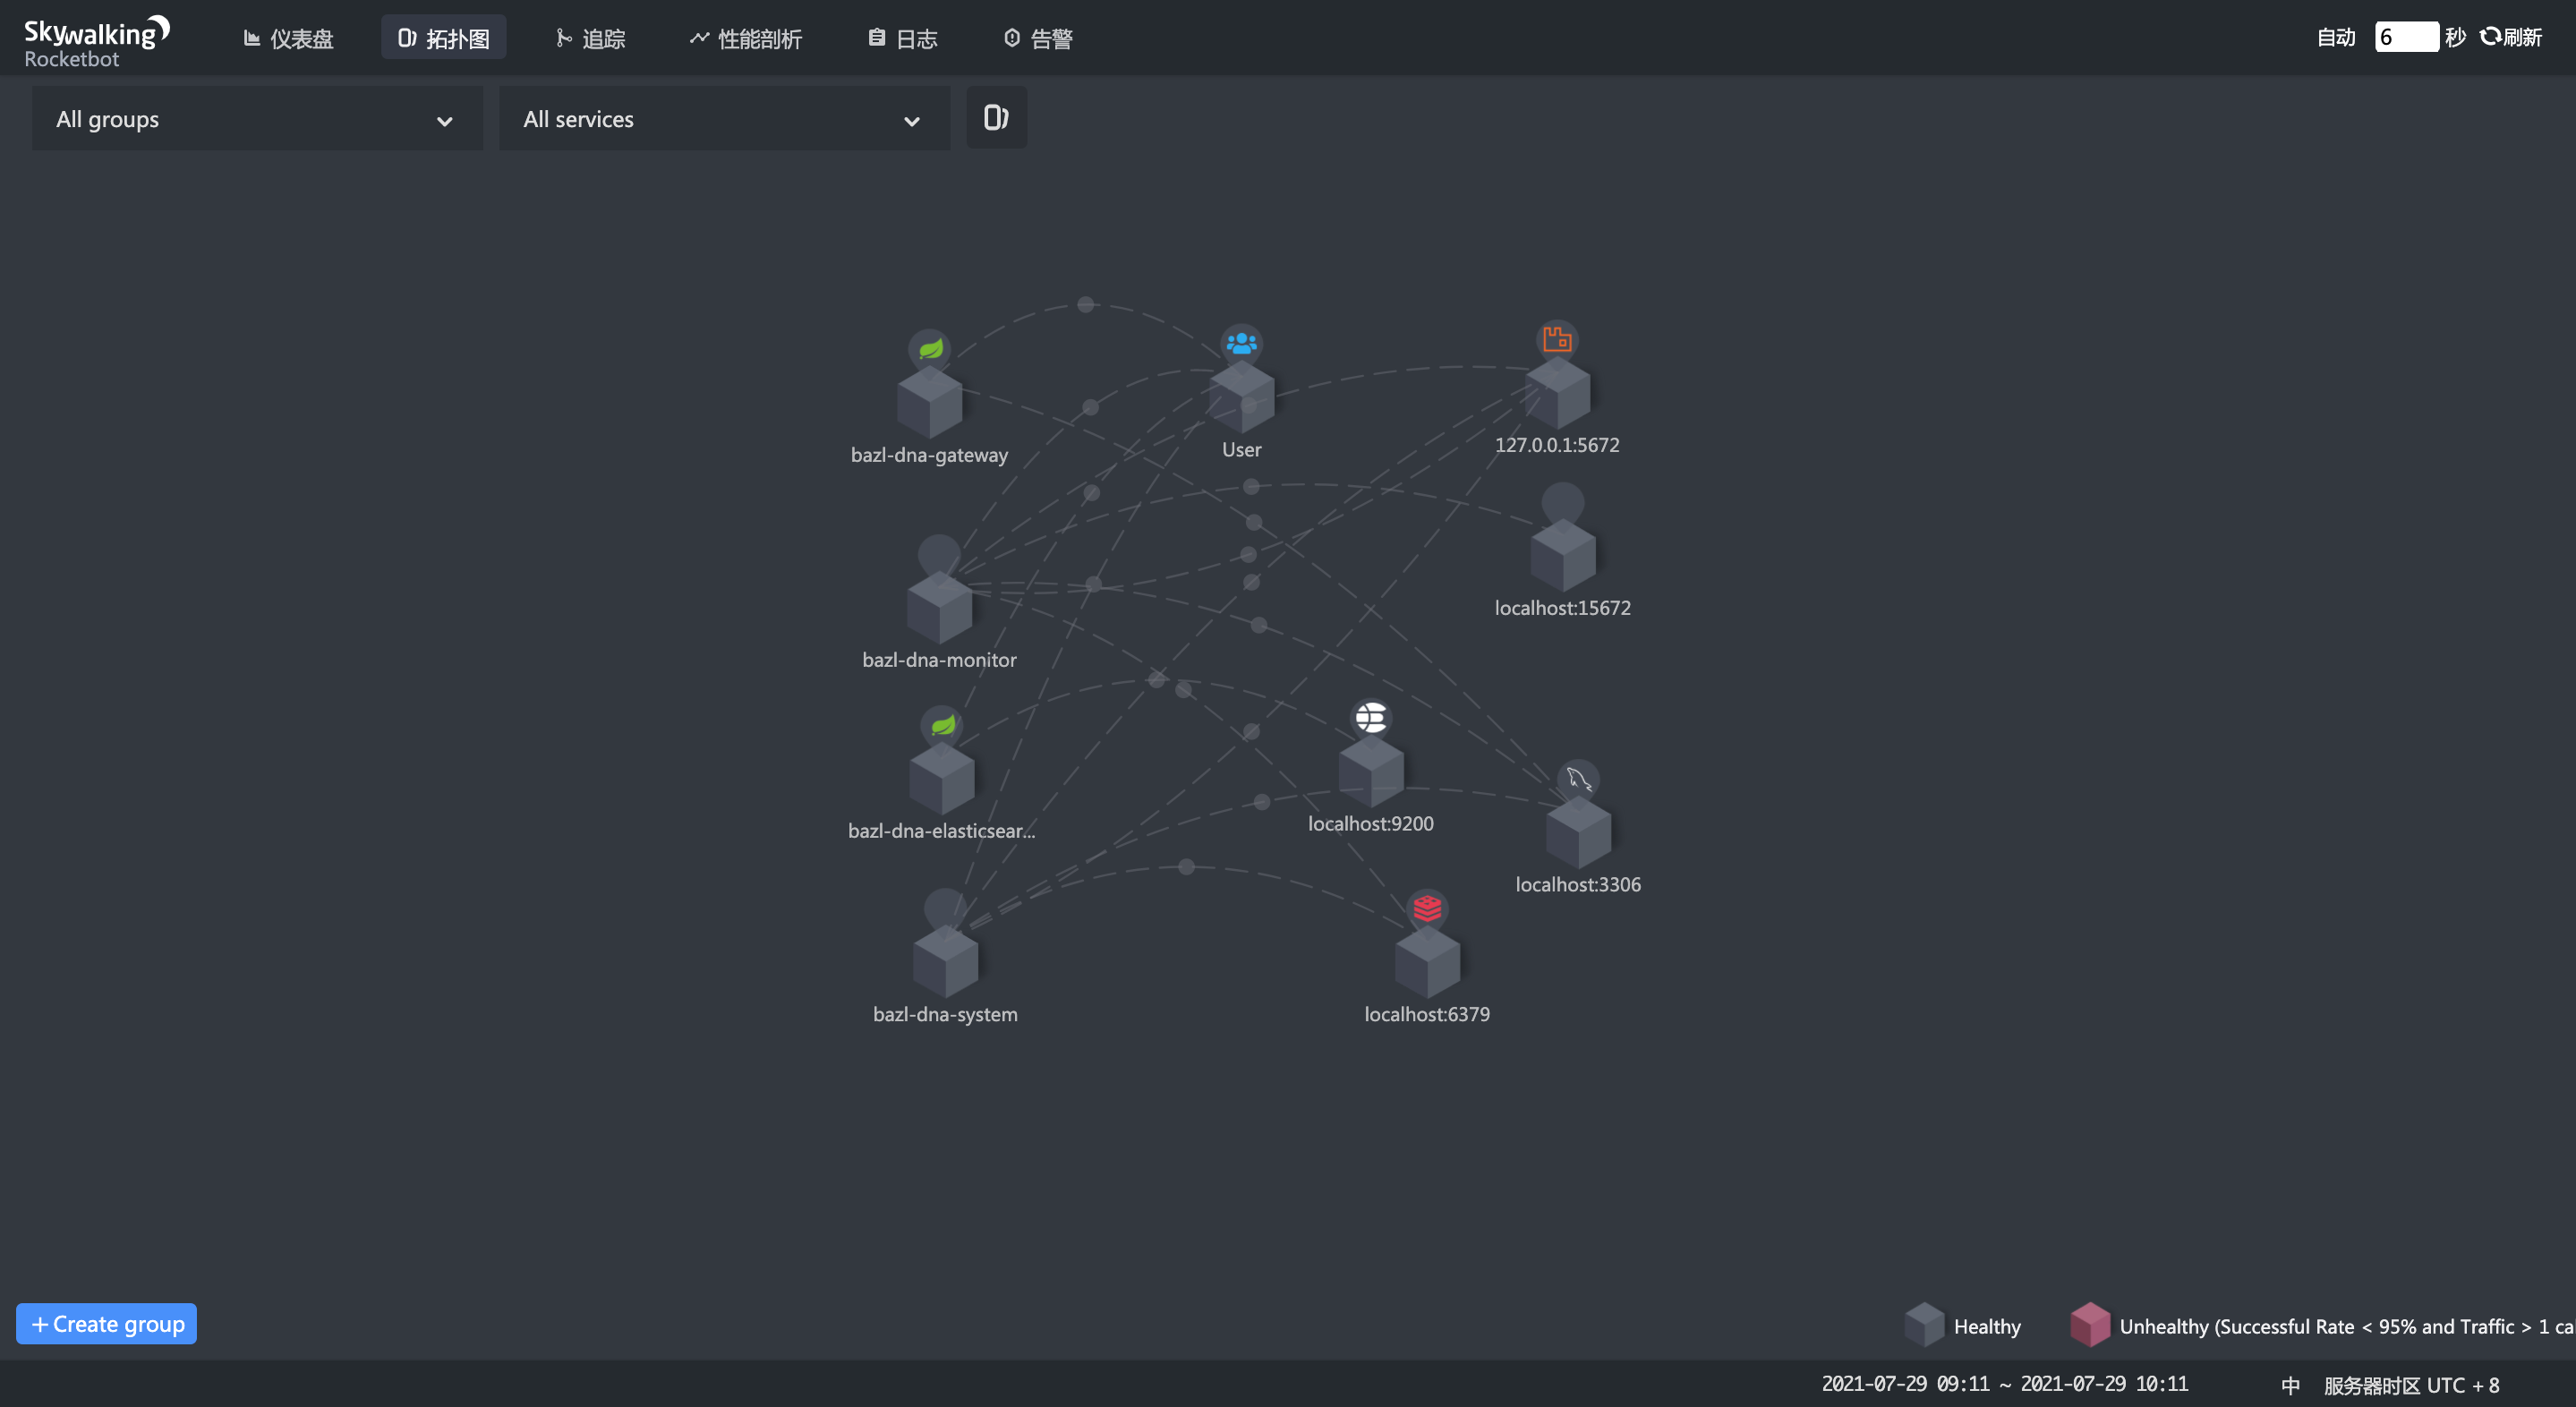 Skywalking
Rocketbot
仪表盘
拓扑图
追踪
性能剖析
日志
告警
自动 6 秒 刷新
All groups
All services
bazl-dna-gateway
User
127.0.0.1:5672
localhost:15672
bazl-dna-monitor
bazl-dna-elasticsear...
localhost:9200
localhost:3306
bazl-dna-system
localhost:6379
+ Create group
Healthy
Unhealthy (Successful Rate < 95% and Traffic > 1 ca
2021-07-29 09:11 ~ 2021-07-29 10:11
中
服务器时区 UTC + 8